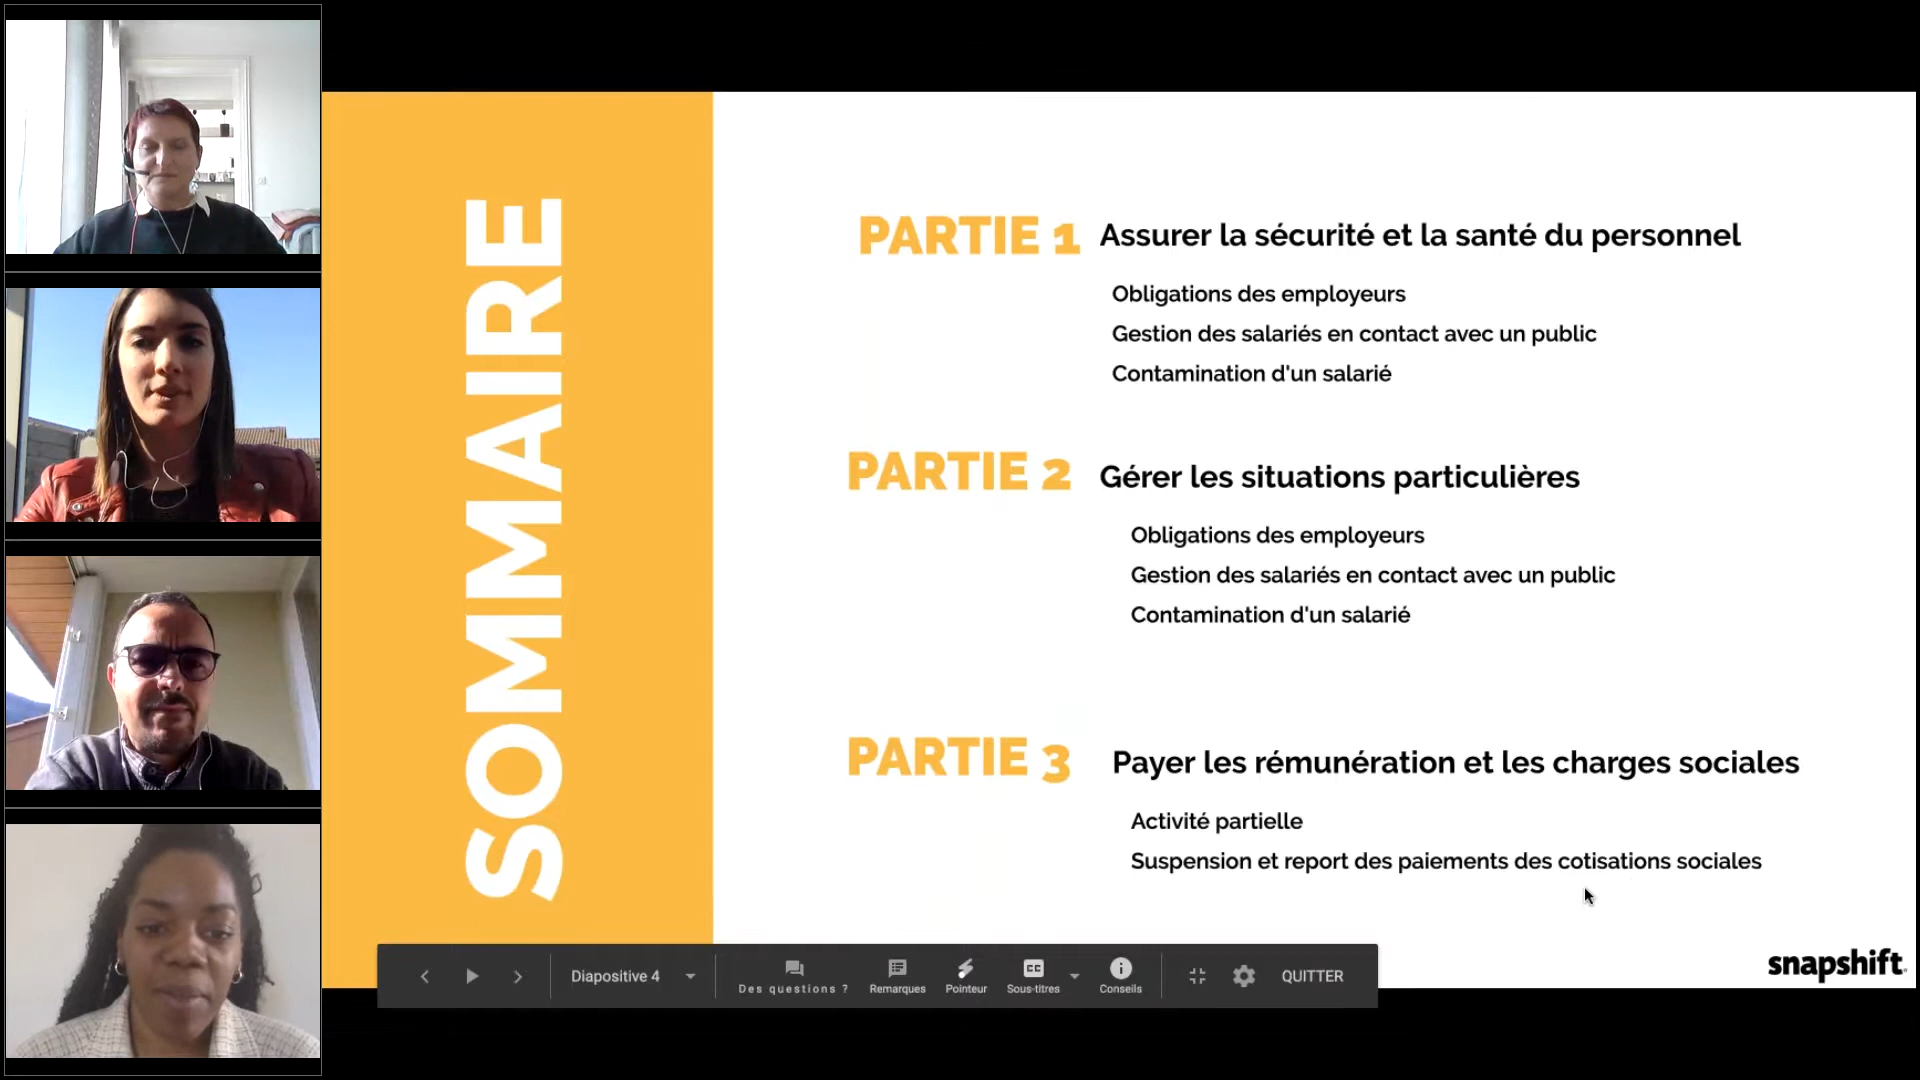 SOMMAIRE
PARTIE 1 Assurer la sécurité et la santé du personnel
Obligations des employeurs
Gestion des salariés en contact avec un public
Contamination d'un salarié
PARTIE 2 Gérer les situations particulières
Obligations des employeurs
Gestion des salariés en contact avec un public
Contamination d'un salarié
PARTIE 3 Payer les rémunération et les charges sociales
Activité partielle
Suspension et report des paiements des cotisations sociales
snapshift
Diapositive 4
Des questions ?
Remarques
Pointeur
CC
Sous-titres
Conseils
QUITTER